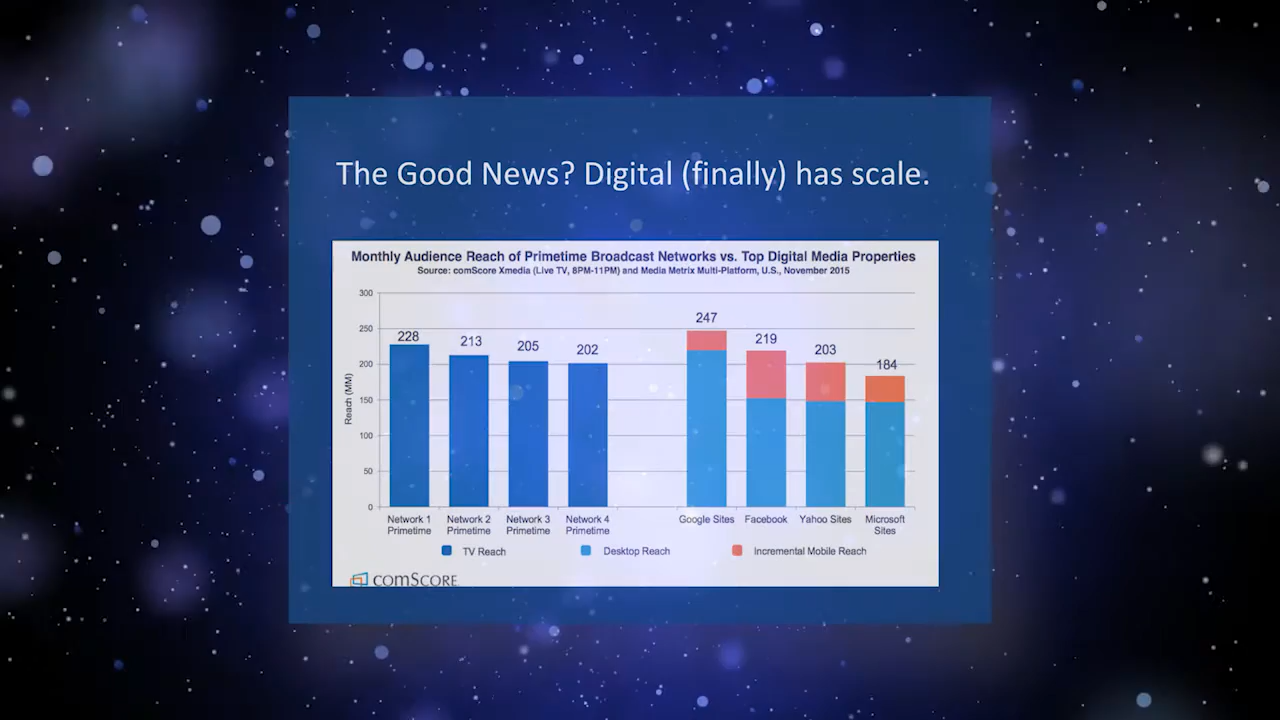 The Good News? Digital (finally) has scale.
Monthly Audience Reach of Primetime Broadcast Networks vs. Top Digital Media Properties
Source: comScore Xmedia (Live TV, 8PM-11PM) and Media Metrix Multi-Platform, U.S., November 2015
Reach (MM)
300
250
200
150
100
50
0
228
213
205
202
247
219
203
184
Network 1 Primetime
Network 2 Primetime
Network 3 Primetime
Network 4 Primetime
Google Sites
Facebook
Yahoo Sites
Microsoft Sites
TV Reach
Desktop Reach
Incremental Mobile Reach
comSCORE